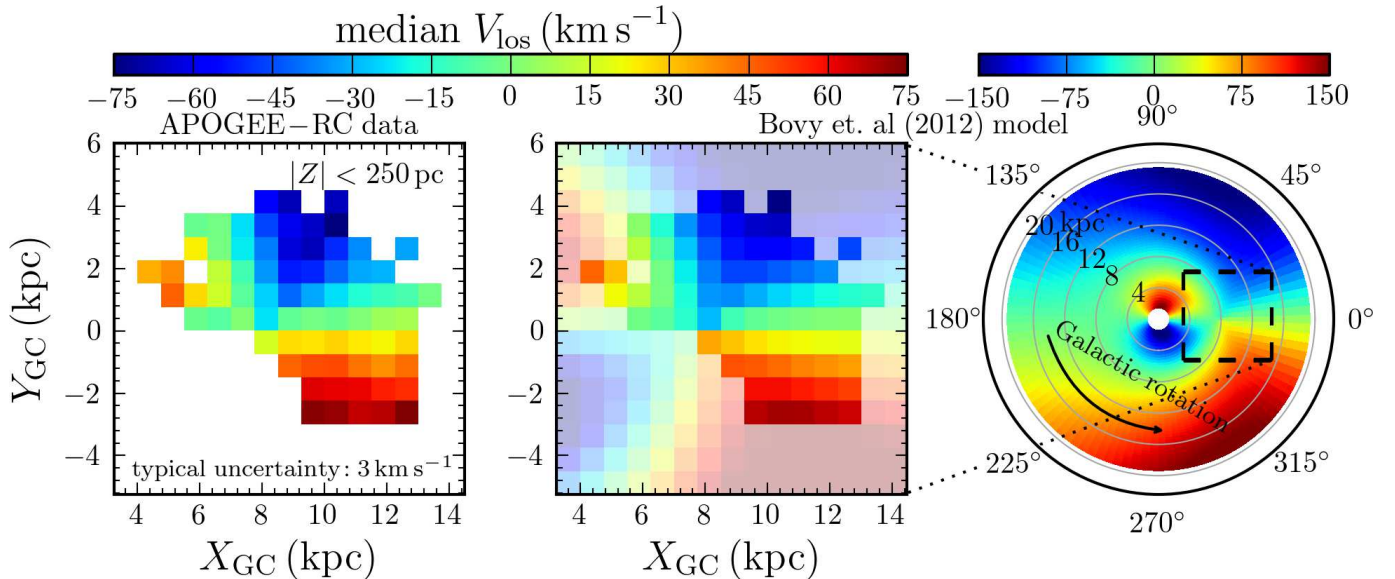 median V_los (km s⁻¹)
−75 −60 −45 −30 −15 0 15 30 45 60 75
−150 −75 0 75 150
APOGEE−RC data
Bovy et. al (2012) model
|Z| < 250 pc
typical uncertainty: 3 km s⁻¹
Y_GC (kpc)
6
4
2
0
−2
−4
4 6 8 10 12 14
X_GC (kpc)
4 6 8 10 12 14
X_GC (kpc)
90°
135° 45°
20 kpc
16
12
8
4
180° 0°
Galactic rotation
225° 315°
270°